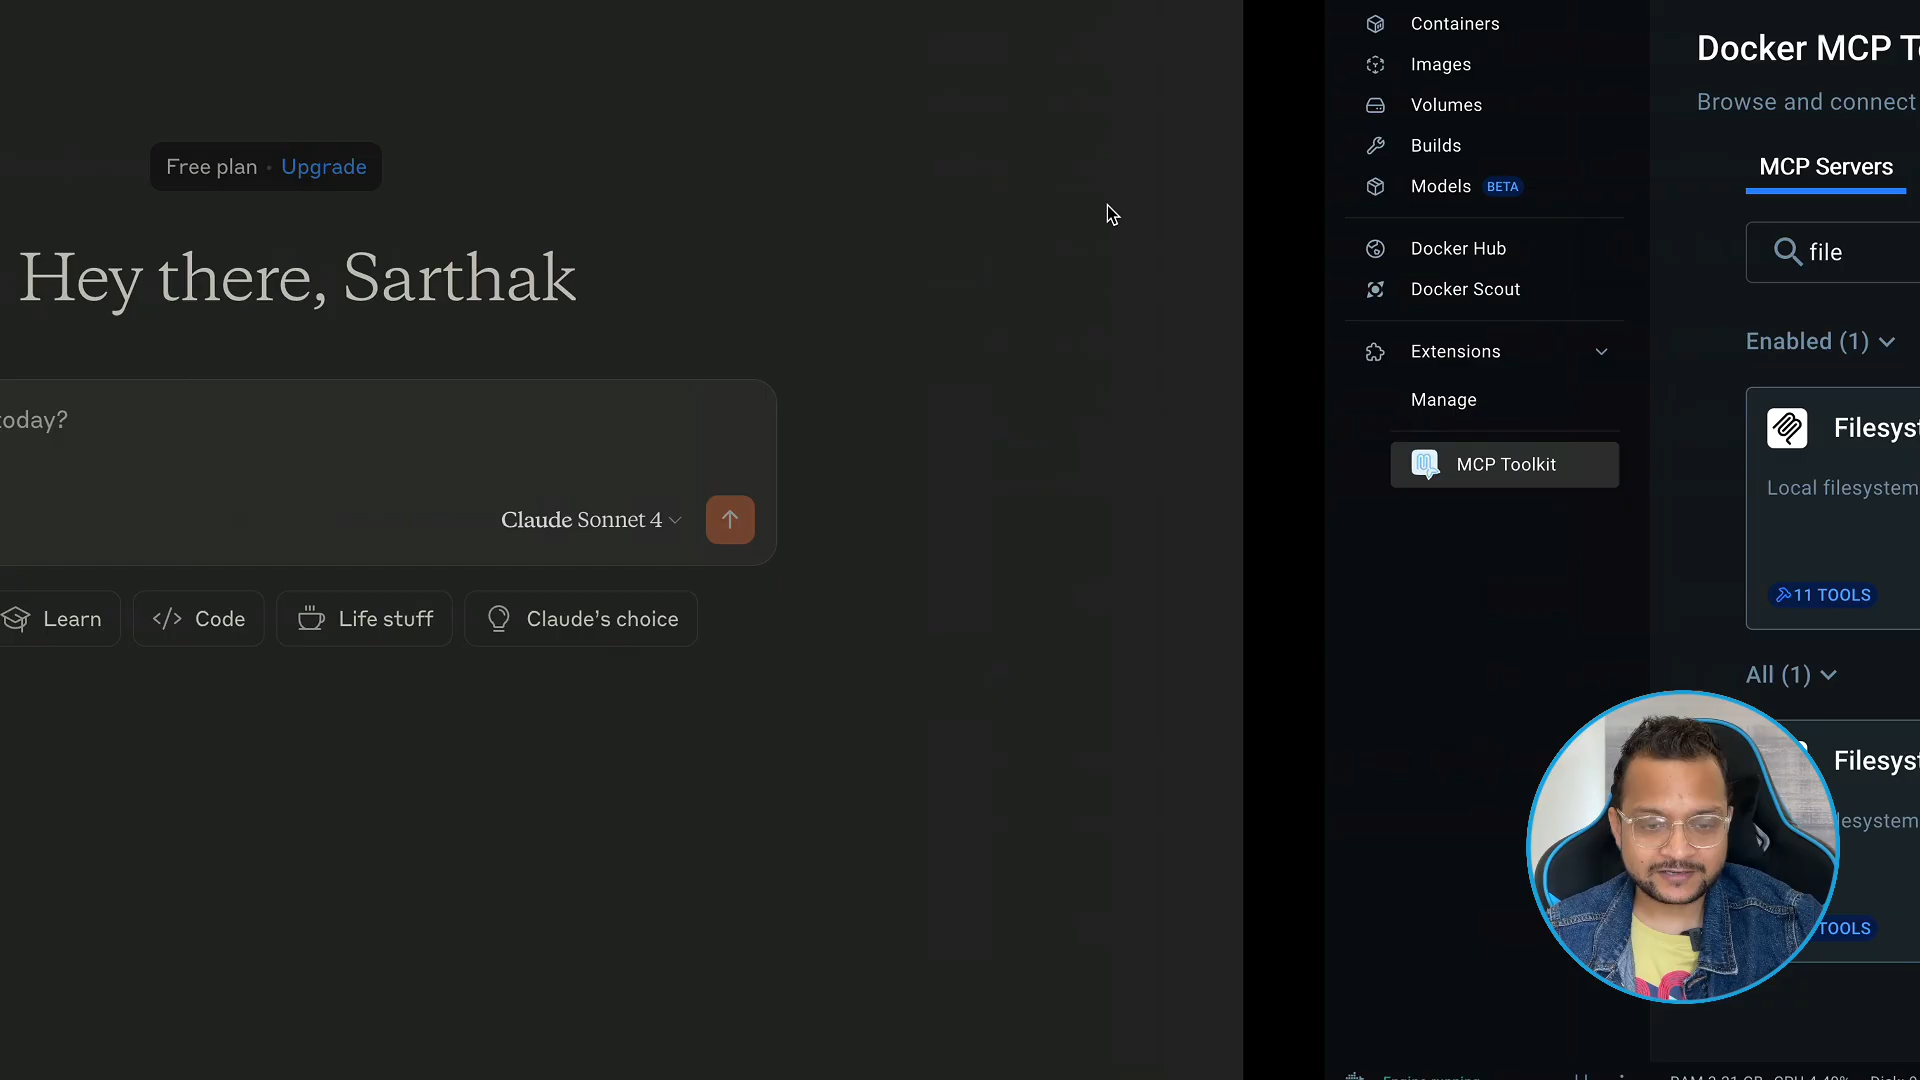 Free plan • Upgrade
Hey there, Sarthak
today?
Claude Sonnet 4
Learn
Code
Life stuff
Claude's choice
Containers
Images
Volumes
Builds
Models BETA
Docker Hub
Docker Scout
Extensions
Manage
MCP Toolkit
Docker MCP T
Browse and connect
MCP Servers
file
Enabled (1)
Filesyst
Local filesystem
11 TOOLS
All (1)
Filesyst
lesystem
TOOLS